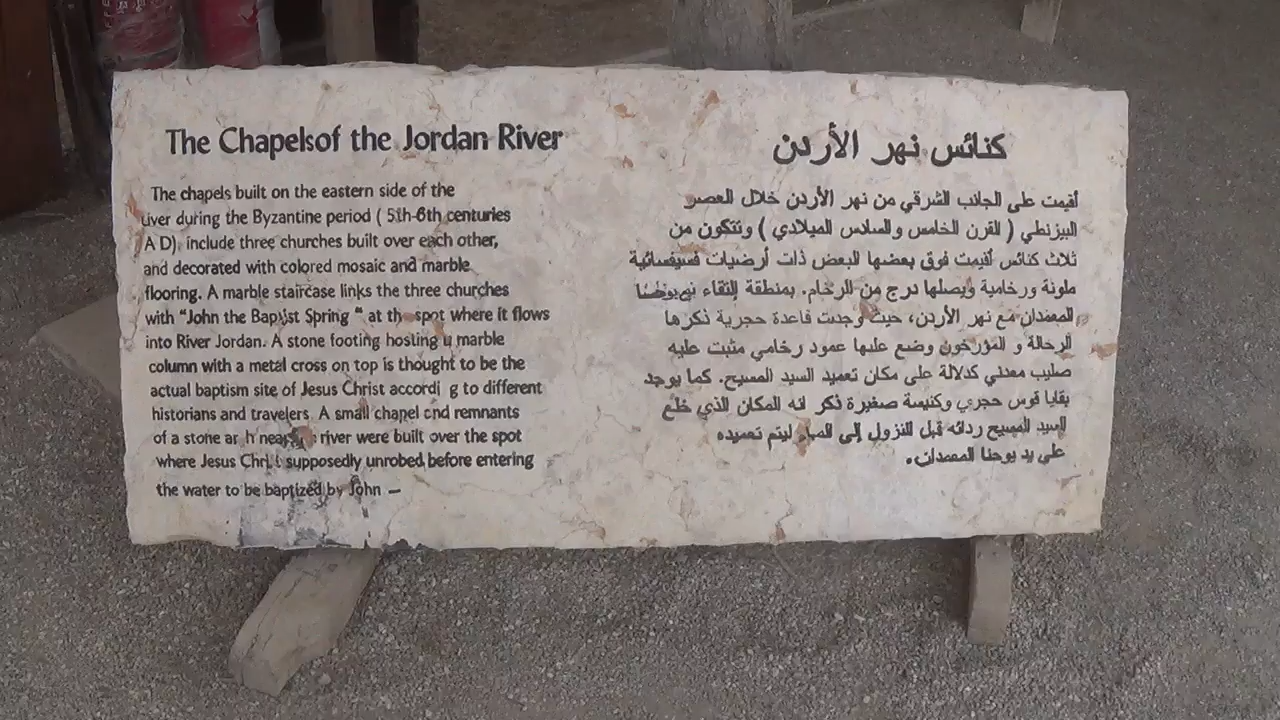 The Chapelsof the Jordan River
The chapels built on the eastern side of the
river during the Byzantine period ( 5th-6th centuries
A D), include three churches built over each other,
and decorated with colored mosaic and marble
flooring. A marble staircase links the three churches
with "John the Baptist Spring " at the spot where it flows
into River Jordan. A stone footing hosting a marble
column with a metal cross on top is thought to be the
actual baptism site of Jesus Christ according to different
historians and travelers. A small chapel and remnants
of a stone arch river were built over the spot
where Jesus Christ supposedly unrobed before entering
the water to be baptized by John –
كنائس نهر الأردن
أقيمت على الجانب الشرقي من نهر الأردن خلال العصر
البيزنطي ( القرن الخامس والسادس الميلادي ) وتتكون من
ثلاث كنائس أقيمت فوق بعضها البعض ذات أرضيات فسيفسائية
ملونة ورخامية ويصلها درج من الرخام. بمنطقة إلتقاء
المعمدان مع نهر الأردن، حيث وجدت قاعدة حجرية ذكرها
الرحالة و المؤرخون وضع عليها عمود رخامي مثبت عليه
صليب معدني كدلالة على مكان تعميد السيد المسيح. كما يوجد
بقايا قوس حجري وكنيسة صغيرة ذكر انه المكان الذي خلع
السيد المسيح ردائه قبل النزول إلى المياه ليتم تعميده
على يد يوحنا المعمدان.